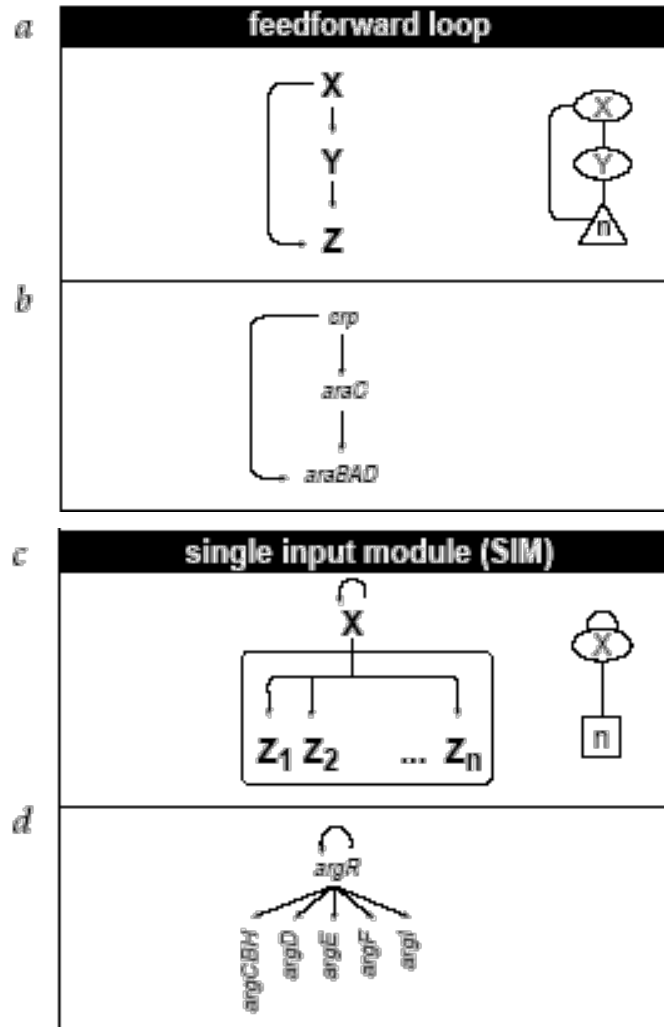 a
feedforward loop
X
Y
Z
X
Y
n
b
crp
araC
araBAD
c
single input module (SIM)
X
Z1 Z2 ... Zn
X
n
d
argR
argCBH argD argE argF argI